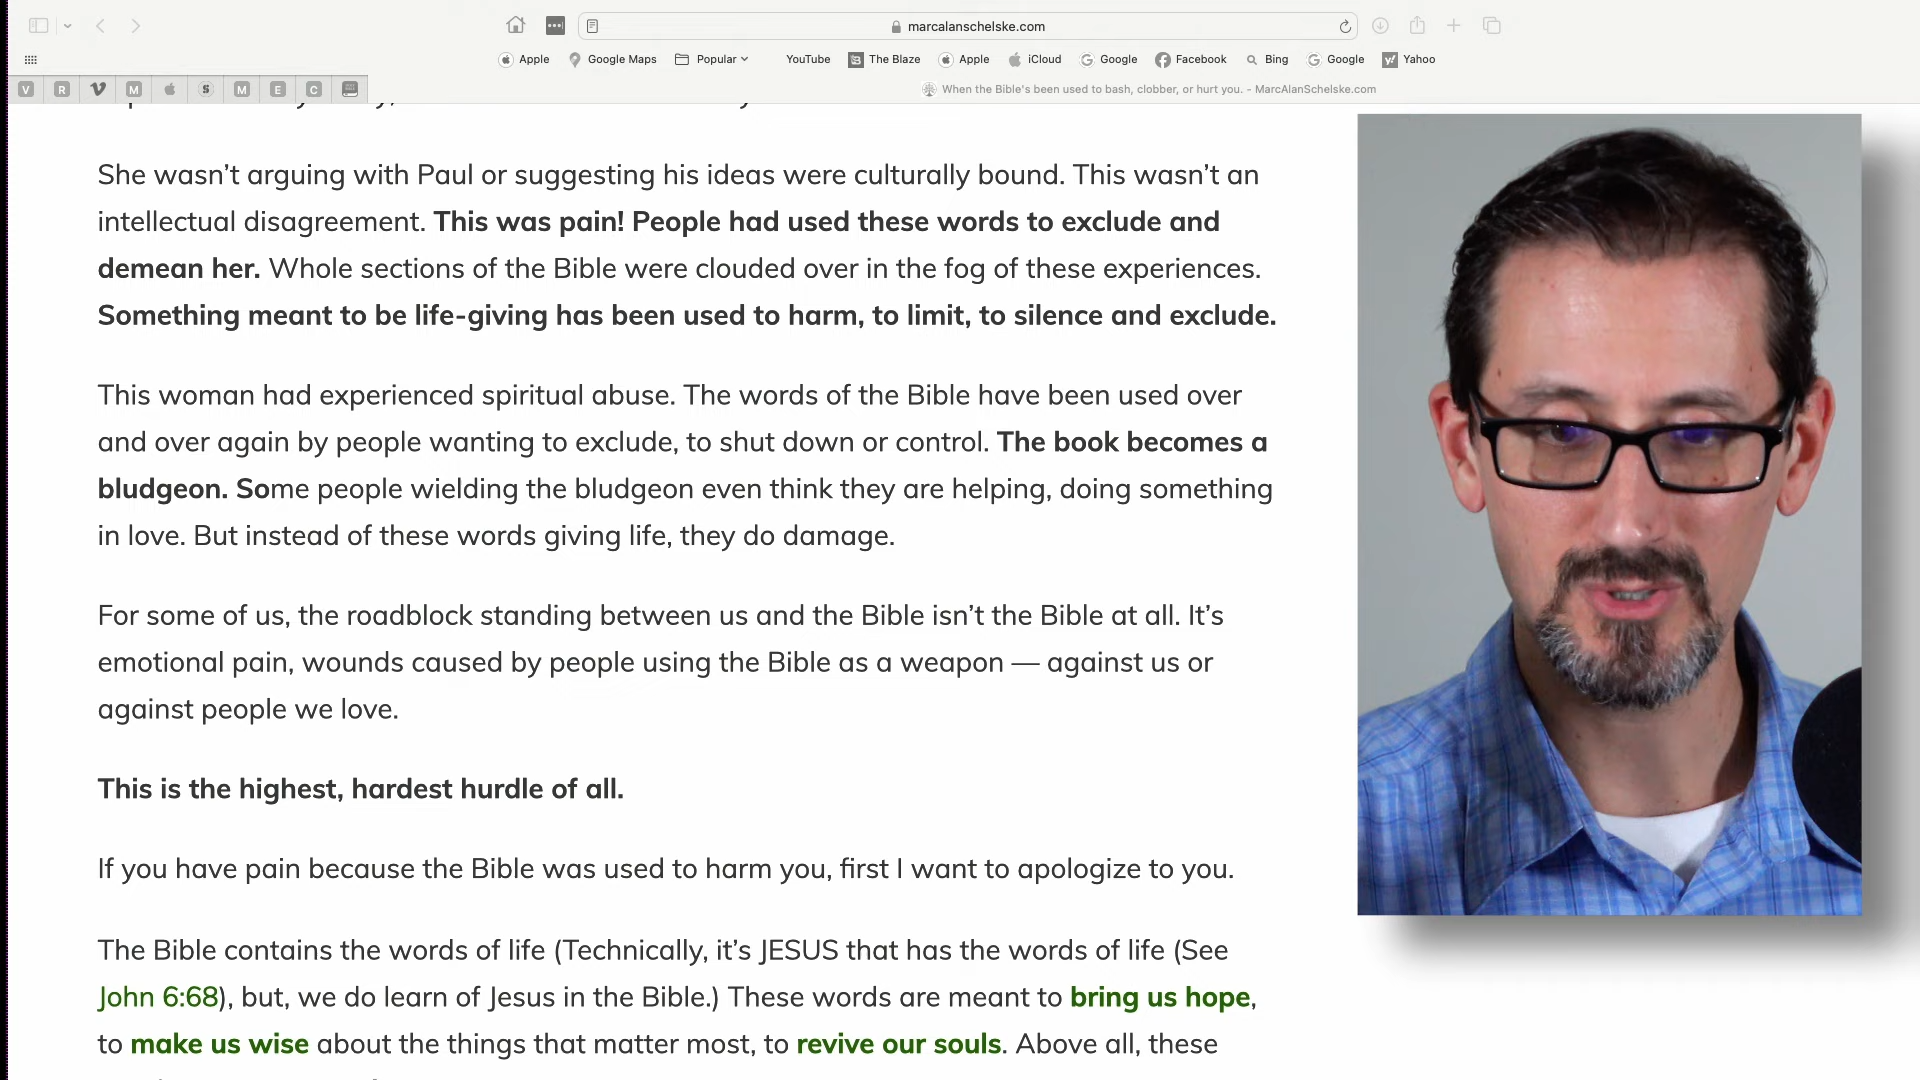 marcalanschelske.com
Apple Google Maps Popular YouTube The Blaze Apple iCloud Google Facebook Bing Google Yahoo
V R M S M E C
When the Bible's been used to bash, clobber, or hurt you. - MarcAlanSchelske.com
She wasn’t arguing with Paul or suggesting his ideas were culturally bound. This wasn’t an
intellectual disagreement. This was pain! People had used these words to exclude and
demean her. Whole sections of the Bible were clouded over in the fog of these experiences.
Something meant to be life-giving has been used to harm, to limit, to silence and exclude.
This woman had experienced spiritual abuse. The words of the Bible have been used over
and over again by people wanting to exclude, to shut down or control. The book becomes a
bludgeon. Some people wielding the bludgeon even think they are helping, doing something
in love. But instead of these words giving life, they do damage.
For some of us, the roadblock standing between us and the Bible isn’t the Bible at all. It’s
emotional pain, wounds caused by people using the Bible as a weapon — against us or
against people we love.
This is the highest, hardest hurdle of all.
If you have pain because the Bible was used to harm you, first I want to apologize to you.
The Bible contains the words of life (Technically, it’s JESUS that has the words of life (See
John 6:68), but, we do learn of Jesus in the Bible.) These words are meant to bring us hope,
to make us wise about the things that matter most, to revive our souls. Above all, these